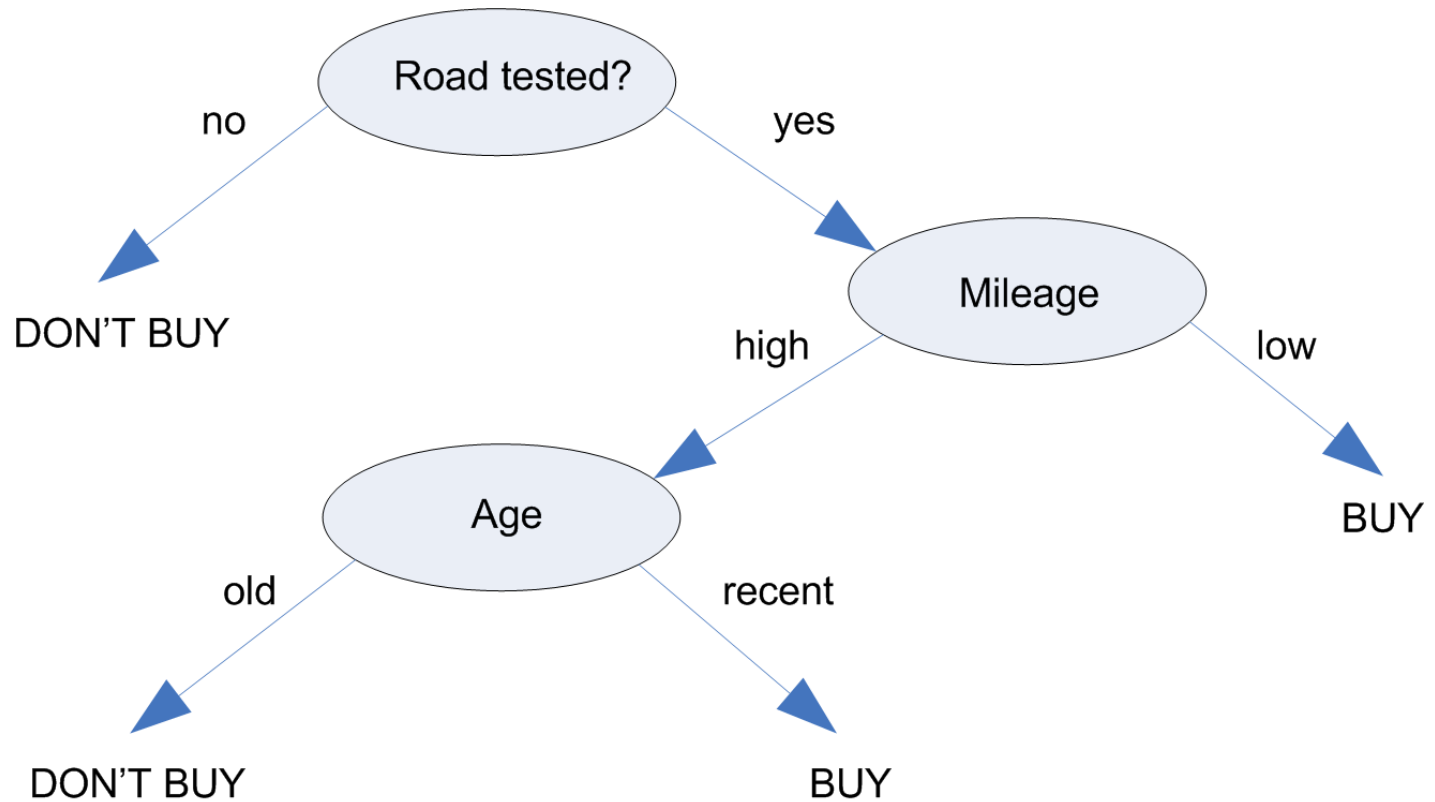 Road tested?
no
yes
DON’T BUY
Mileage
high
low
Age
BUY
old
recent
DON’T BUY
BUY